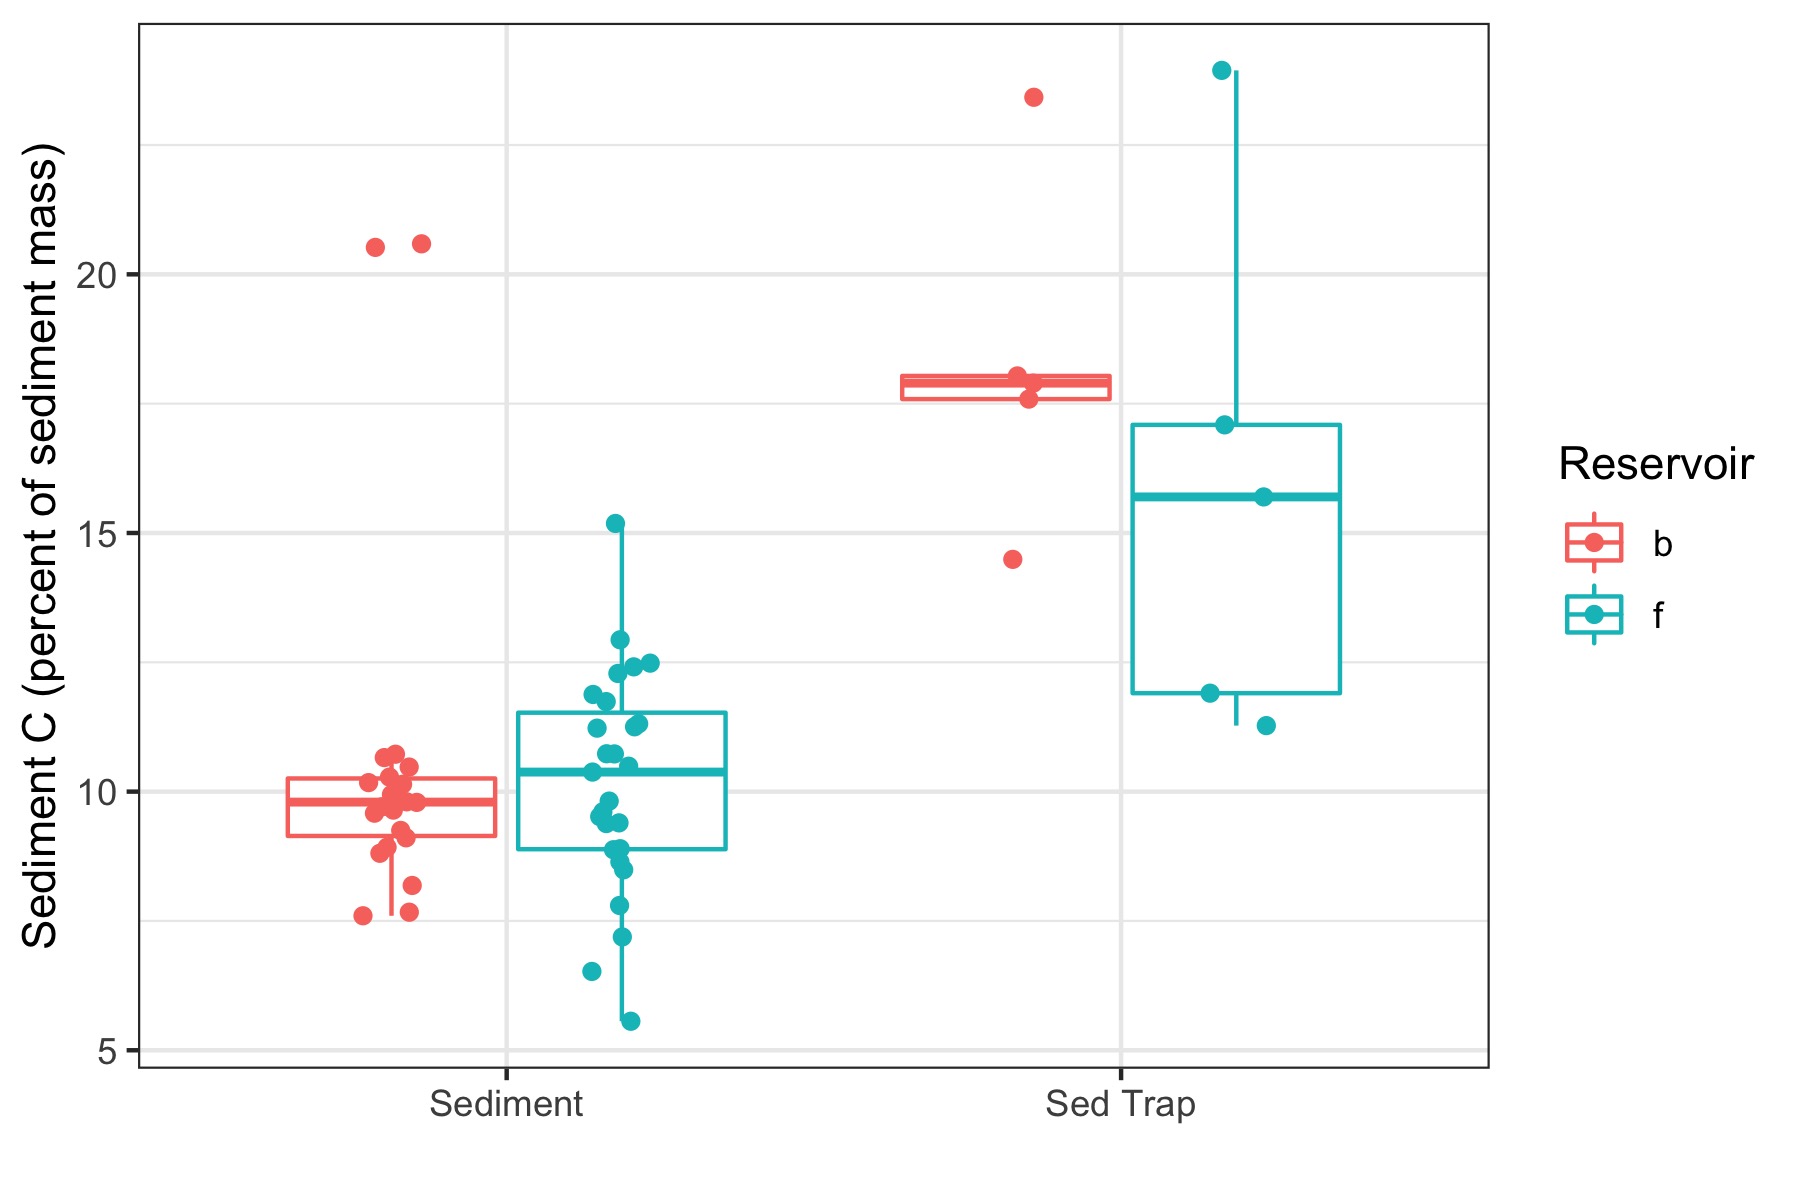 Sediment C (percent of sediment mass)
20
15
10
5
Sediment
Sed Trap
Reservoir
b
f